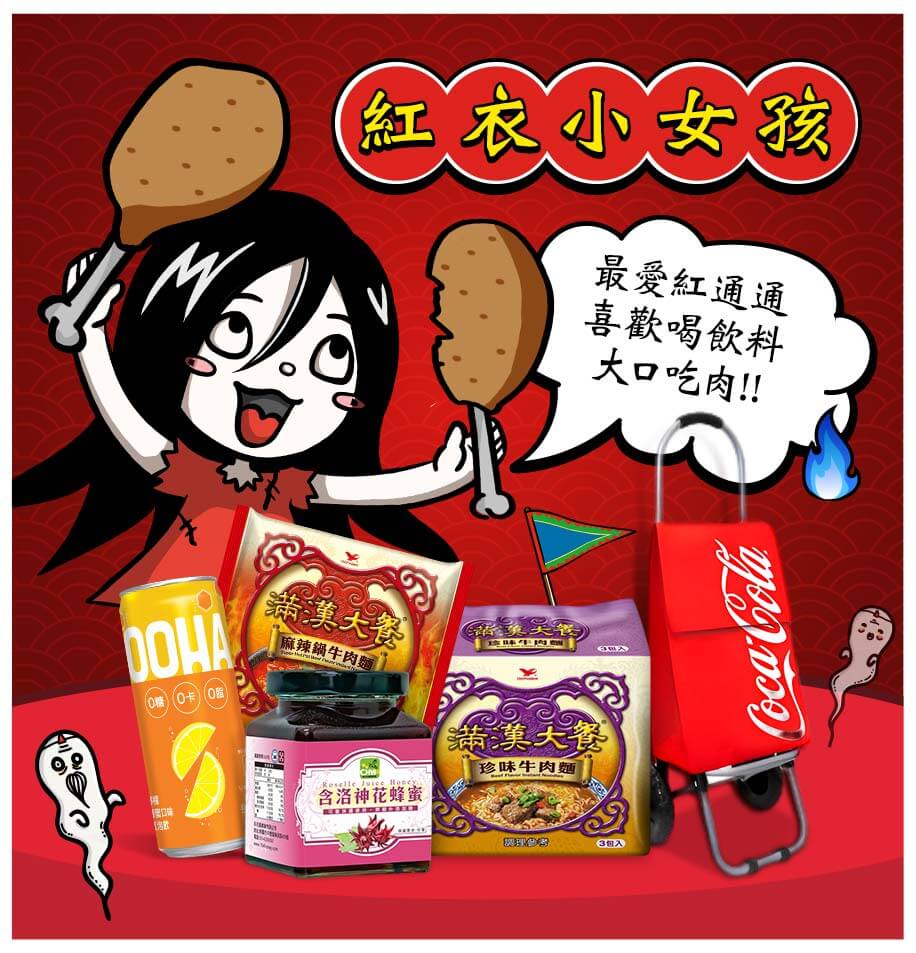 紅衣小女孩
最愛紅通通
喜歡喝飲料
大口吃肉!!
OOHA
0糖
0卡
0脂
滿漢大餐
麻辣鍋牛肉麵
CHM
Roselle Juice Honey
含洛神花蜂蜜
滿漢大餐
珍味牛肉麵
3包入
滿漢大餐
珍味牛肉麵
Beef Flavor Instant Noodles
調理參考
3包入
Coca-Cola